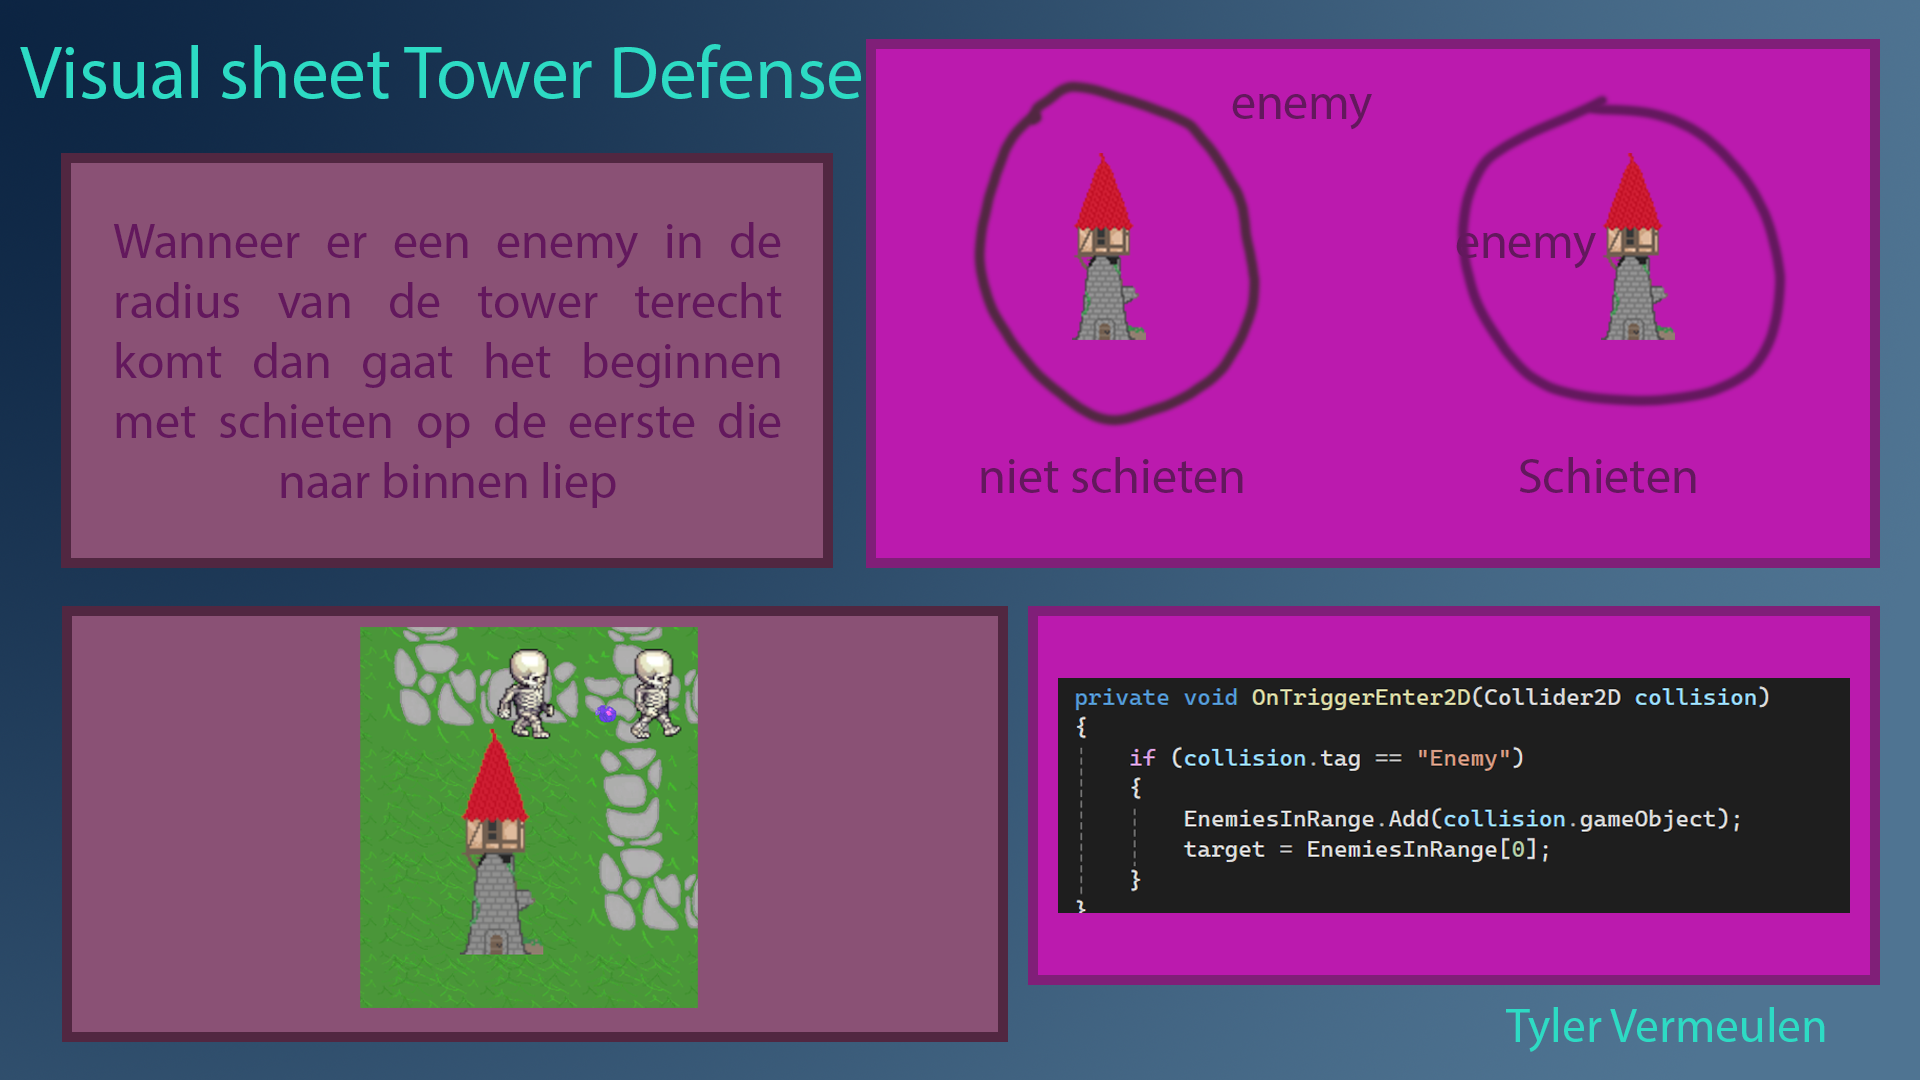 Visual sheet Tower Defense
Wanneer er een enemy in de
radius van de tower terecht
komt dan gaat het beginnen
met schieten op de eerste die
naar binnen liep
enemy
enemy
niet schieten
Schieten
private void OnTriggerEnter2D(Collider2D collision)
{
if (collision.tag == "Enemy")
{
EnemiesInRange.Add(collision.gameObject);
target = EnemiesInRange[0];
}
}
Tyler Vermeulen